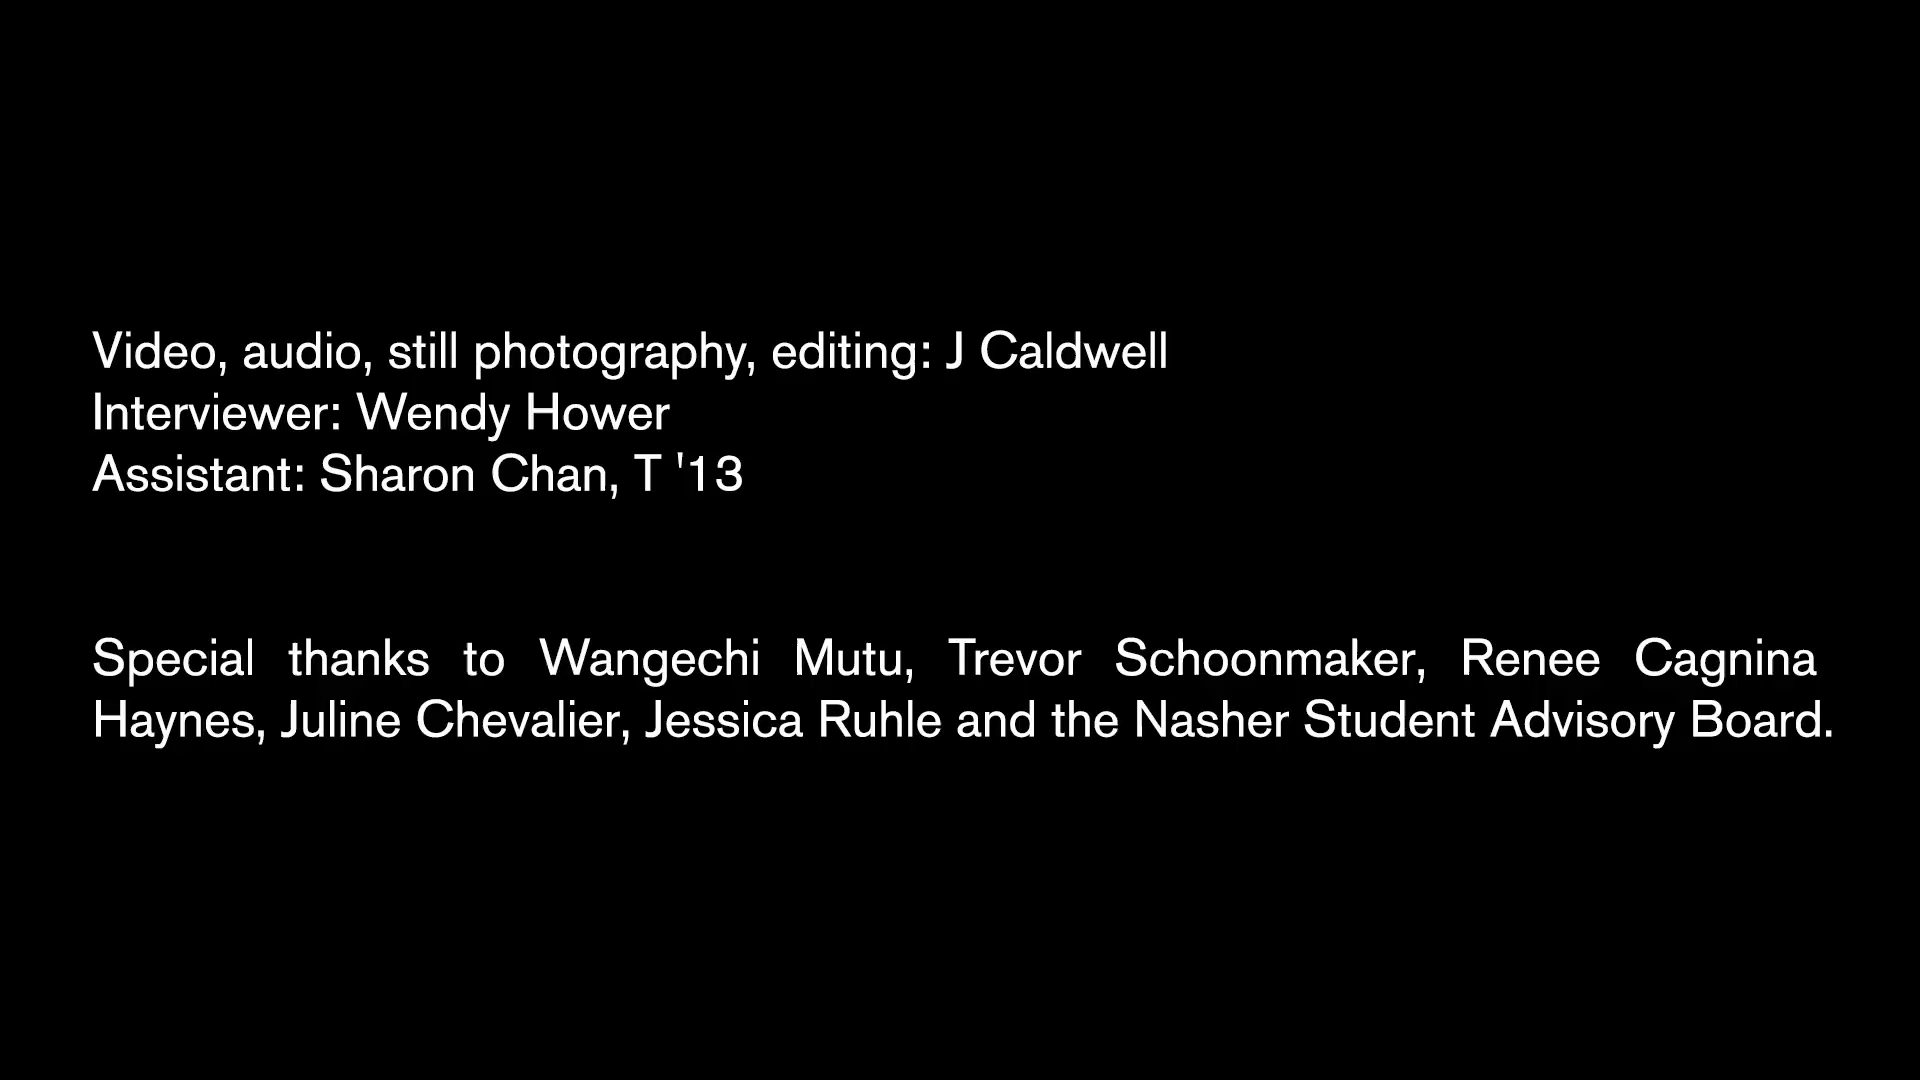 Video, audio, still photography, editing: J Caldwell
Interviewer: Wendy Hower
Assistant: Sharon Chan, T '13
Special thanks to Wangechi Mutu, Trevor Schoonmaker, Renee Cagnina
Haynes, Juline Chevalier, Jessica Ruhle and the Nasher Student Advisory Board.